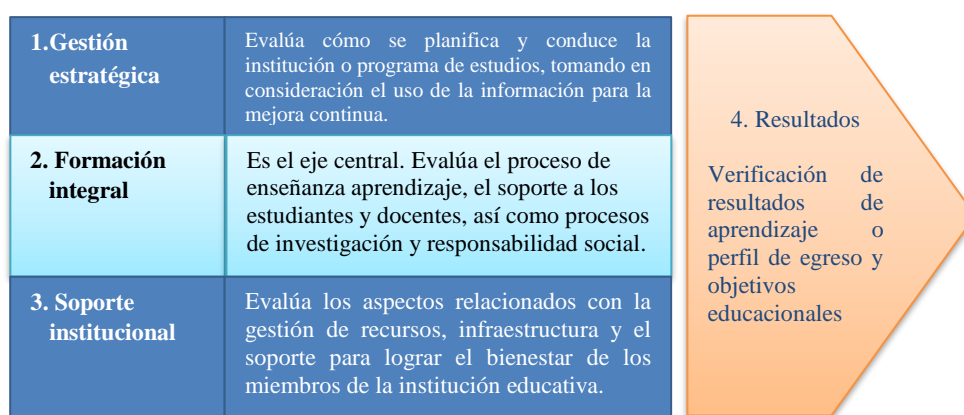 1.Gestión
estratégica
Evalúa cómo se planifica y conduce la
institución o programa de estudios, tomando en
consideración el uso de la información para la
mejora continua.
2. Formación
integral
Es el eje central. Evalúa el proceso de
enseñanza aprendizaje, el soporte a los
estudiantes y docentes, así como procesos
de investigación y responsabilidad social.
3. Soporte
institucional
Evalúa los aspectos relacionados con la
gestión de recursos, infraestructura y el
soporte para lograr el bienestar de los
miembros de la institución educativa.
4. Resultados
Verificación de
resultados de
aprendizaje o
perfil de egreso y
objetivos
educacionales